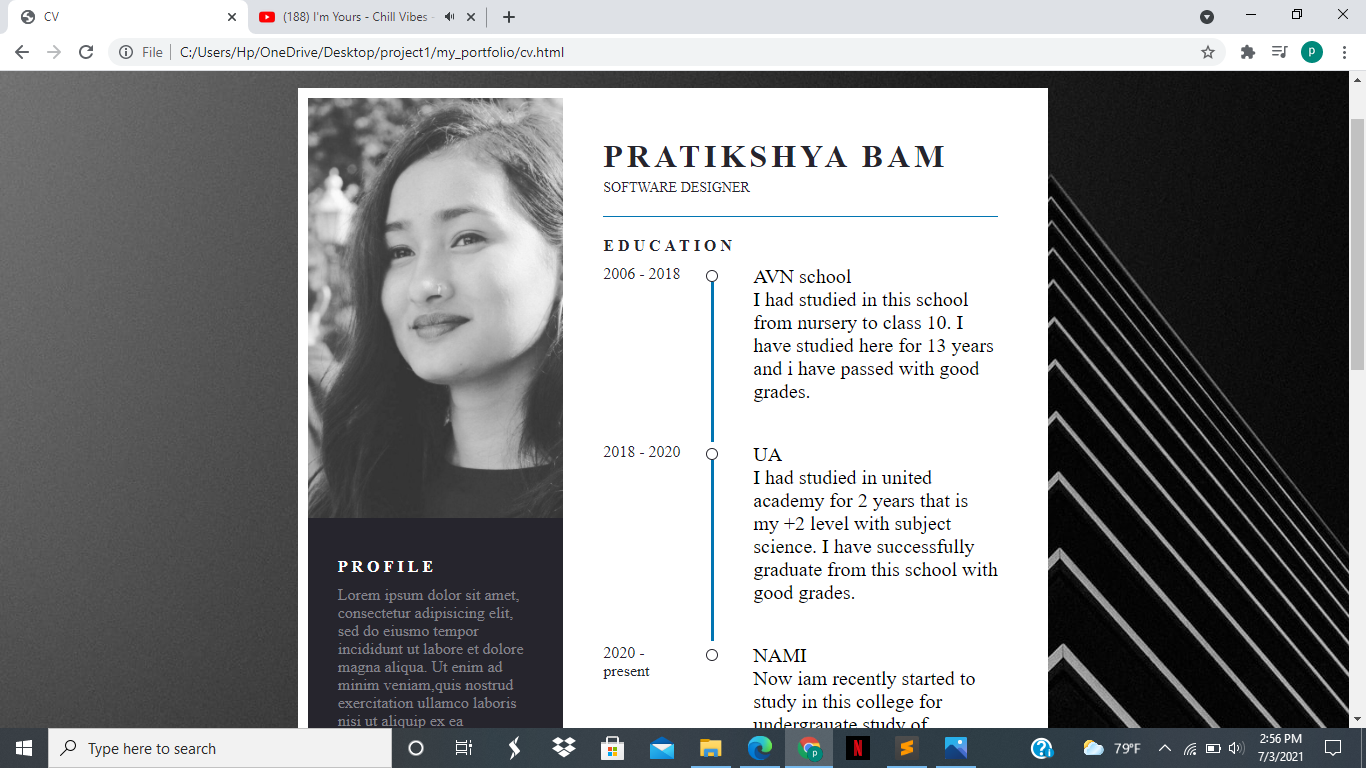 CV
(188) I'm Yours - Chill Vibes -
File
C:/Users/Hp/OneDrive/Desktop/project1/my_portfolio/cv.html
p
PRATIKSHYA BAM
SOFTWARE DESIGNER
EDUCATION
2006 - 2018
AVN school
I had studied in this school
from nursery to class 10. I
have studied here for 13 years
and i have passed with good
grades.
2018 - 2020
UA
I had studied in united
academy for 2 years that is
my +2 level with subject
science. I have successfully
graduate from this school with
good grades.
2020 -
present
NAMI
Now iam recently started to
study in this college for
undergrauate study of
PROFILE
Lorem ipsum dolor sit amet,
consectetur adipisicing elit,
sed do eiusmo tempor
incididunt ut labore et dolore
magna aliqua. Ut enim ad
minim veniam,quis nostrud
exercitation ullamco laboris
nisi ut aliquip ex ea
Type here to search
p
N
S
?
79°F
2:56 PM
7/3/2021